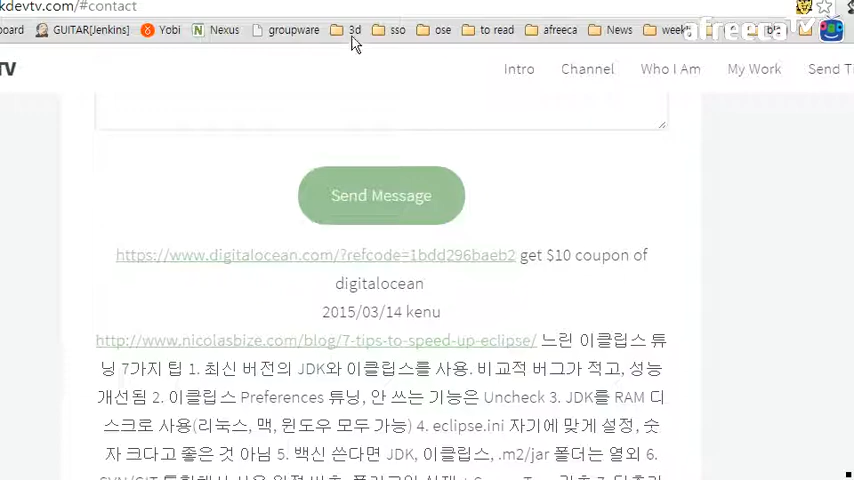 kdevtv.com/#contact
oard GUITAR[Jenkins] Yobi Nexus groupware 3d sso ose to read afreeca News weekl
afreecaTV
TV Intro Channel Who I Am My Work Send T
Send Message
https://www.digitalocean.com/?refcode=1bdd296baeb2 get $10 coupon of
digitalocean
2015/03/14 kenu
http://www.nicolasbize.com/blog/7-tips-to-speed-up-eclipse/ 느린 이클립스 튜
닝 7가지 팁 1. 최신 버전의 JDK와 이클립스를 사용. 비교적 버그가 적고, 성능
개선됨 2. 이클립스 Preferences 튜닝, 안 쓰는 기능은 Uncheck 3. JDK를 RAM 디
스크로 사용(리눅스, 맥, 윈도우 모두 가능) 4. eclipse.ini 자기에 맞게 설정, 숫
자 크다고 좋은 것 아님 5. 백신 쓴다면 JDK, 이클립스, .m2/jar 폴더는 열외 6.